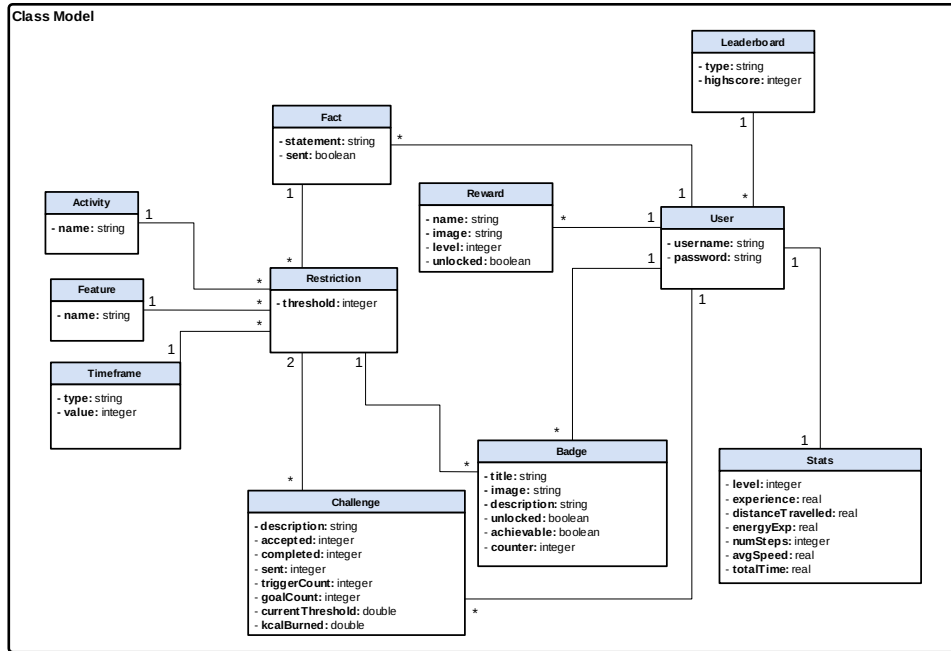 Class Model
Leaderboard
- type: string
- highscore: integer
1
*
Fact
- statement: string
- sent: boolean
*
1
1
*
Activity
- name: string
1
*
Reward
- name: string
- image: string
- level: integer
- unlocked: boolean
*
1
User
- username: string
- password: string
1
1
1
Feature
- name: string
1
*
Restriction
- threshold: integer
*
2
1
Timeframe
- type: string
- value: integer
1
*
*
*
Badge
- title: string
- image: string
- description: string
- unlocked: boolean
- achievable: boolean
- counter: integer
1
Stats
- level: integer
- experience: real
- distanceTravelled: real
- energyExp: real
- numSteps: integer
- avgSpeed: real
- totalTime: real
Challenge
- description: string
- accepted: integer
- completed: integer
- sent: integer
- triggerCount: integer
- goalCount: integer
- currentThreshold: double
- kcalBurned: double
*